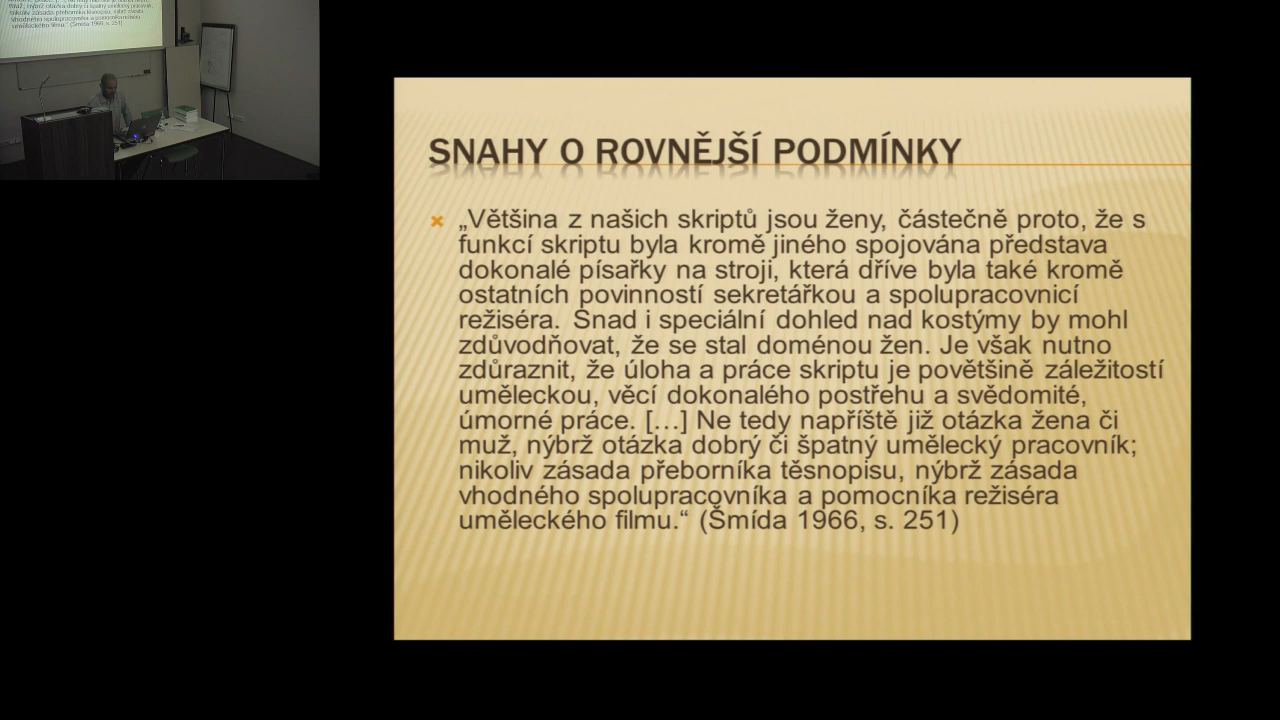 SNAHY O ROVNĚJŠÍ PODMÍNKY
„Většina z našich skriptů jsou ženy, částečně proto, že s
funkcí skriptu byla kromě jiného spojována představa
dokonalé písařky na stroji, která dříve byla také kromě
ostatních povinností sekretářkou a spolupracovnicí
režiséra. Snad i speciální dohled nad kostýmy by mohl
zdůvodňovat, že se stal doménou žen. Je však nutno
zdůraznit, že úloha a práce skriptu je povětšině záležitostí
uměleckou, věcí dokonalého postřehu a svědomité,
úmorné práce. […] Ne tedy napříště již otázka žena či
muž, nýbrž otázka dobrý či špatný umělecký pracovník;
nikoliv zásada přeborníka těsnopisu, nýbrž zásada
vhodného spolupracovníka a pomocníka režiséra
uměleckého filmu.“ (Šmída 1966, s. 251)